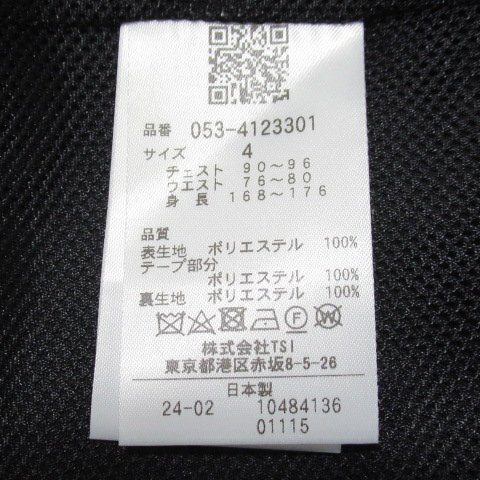 品番 053-4123301
サイズ 4
チェスト 90～96
ウエスト 76～80
身長 168～176
品質
表生地 ポリエステル 100%
テープ部分
ポリエステル 100%
裏生地 ポリエステル 100%
株式会社TSI
東京都港区赤坂8-5-26
日本製
24-02 10484136
01115